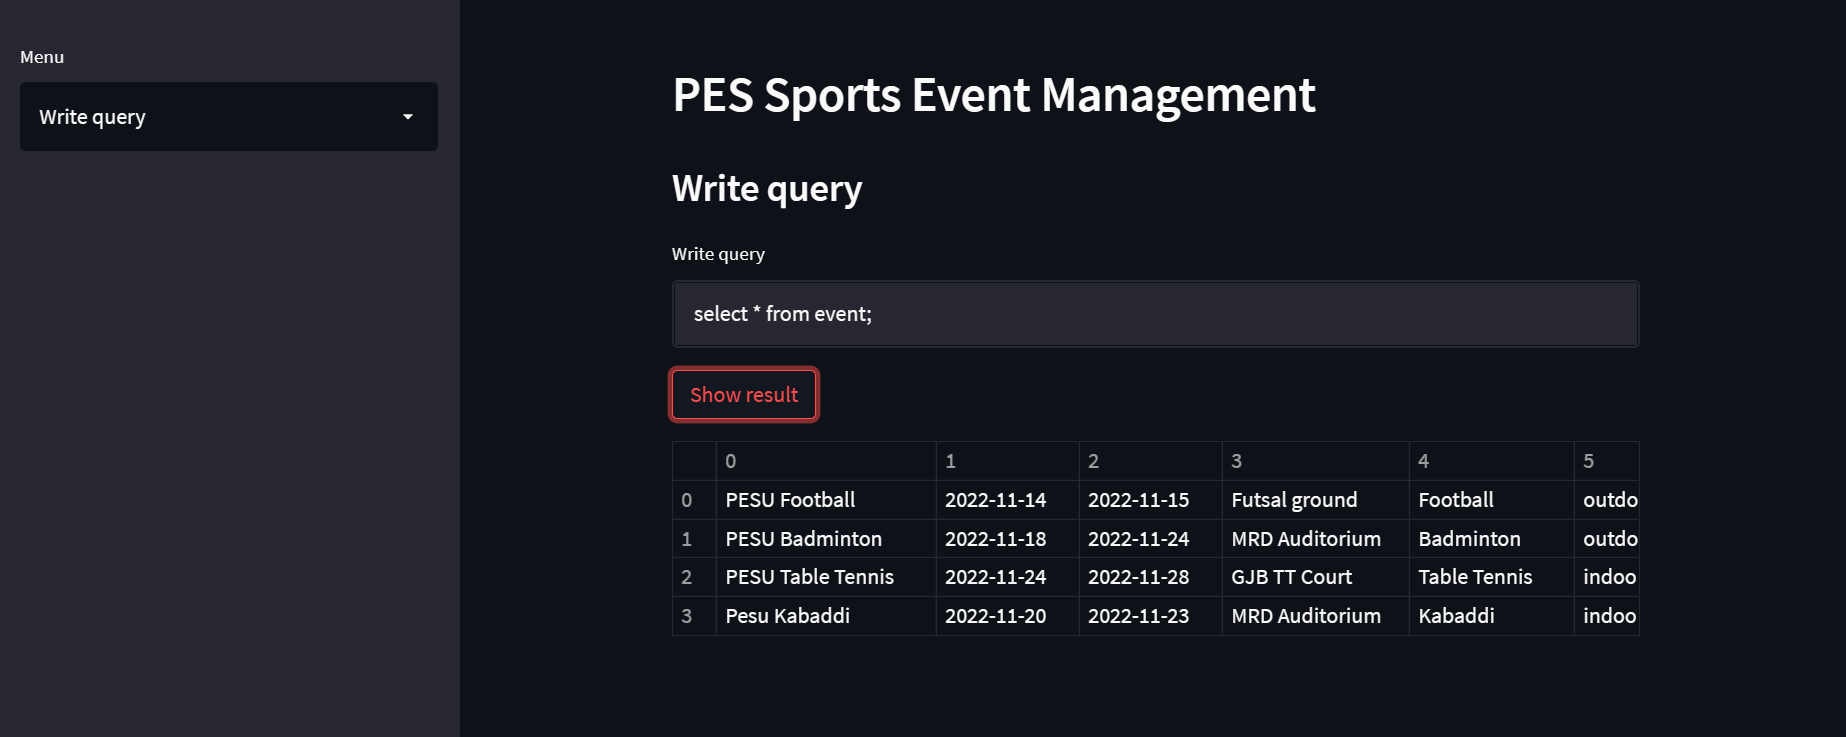 Menu
Write query
PES Sports Event Management
Write query
Write query
select * from event;
Show result
0 1 2 3 4 5
0 PESU Football 2022-11-14 2022-11-15 Futsal ground Football outdo
1 PESU Badminton 2022-11-18 2022-11-24 MRD Auditorium Badminton outdo
2 PESU Table Tennis 2022-11-24 2022-11-28 GJB TT Court Table Tennis indoo
3 Pesu Kabaddi 2022-11-20 2022-11-23 MRD Auditorium Kabaddi indoo